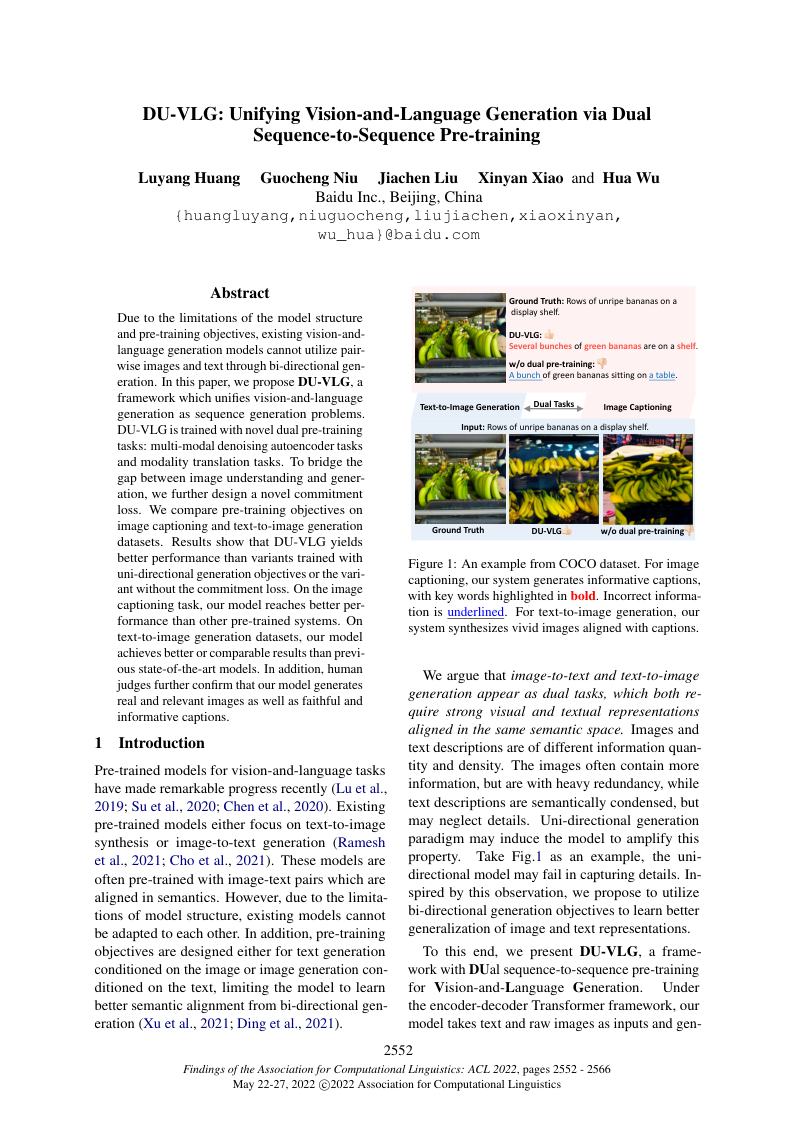 DU-VLG: Unifying Vision-and-Language Generation via Dual
Sequence-to-Sequence Pre-training
Luyang Huang Guocheng Niu Jiachen Liu Xinyan Xiao and Hua Wu
Baidu Inc., Beijing, China
{huangluyang,niuguocheng,liujiachen,xiaoxinyan,
wu_hua}@baidu.com
Abstract
Due to the limitations of the model structure
and pre-training objectives, existing vision-and-
language generation models cannot utilize pair-
wise images and text through bi-directional gen-
eration. In this paper, we propose DU-VLG, a
framework which unifies vision-and-language
generation as sequence generation problems.
DU-VLG is trained with novel dual pre-training
tasks: multi-modal denoising autoencoder tasks
and modality translation tasks. To bridge the
gap between image understanding and gener-
ation, we further design a novel commitment
loss. We compare pre-training objectives on
image captioning and text-to-image generation
datasets. Results show that DU-VLG yields
better performance than variants trained with
uni-directional generation objectives or the vari-
ant without the commitment loss. On the image
captioning task, our model reaches better per-
formance than other pre-trained systems. On
text-to-image generation datasets, our model
achieves better or comparable results than previ-
ous state-of-the-art models. In addition, human
judges further confirm that our model generates
real and relevant images as well as faithful and
informative captions.
1 Introduction
Pre-trained models for vision-and-language tasks
have made remarkable progress recently (Lu et al.,
2019; Su et al., 2020; Chen et al., 2020). Existing
pre-trained models either focus on text-to-image
synthesis or image-to-text generation (Ramesh
et al., 2021; Cho et al., 2021). These models are
often pre-trained with image-text pairs which are
aligned in semantics. However, due to the limita-
tions of model structure, existing models cannot
be adapted to each other. In addition, pre-training
objectives are designed either for text generation
conditioned on the image or image generation con-
ditioned on the text, limiting the model to learn
better semantic alignment from bi-directional gen-
eration (Xu et al., 2021; Ding et al., 2021).
Ground Truth: Rows of unripe bananas on a
display shelf.
DU-VLG:
Several bunches of green bananas are on a shelf.
w/o dual pre-training:
A bunch of green bananas sitting on a table.
Text-to-Image Generation Dual Tasks Image Captioning
Input: Rows of unripe bananas on a display shelf.
Ground Truth DU-VLG w/o dual pre-training
Figure 1: An example from COCO dataset. For image
captioning, our system generates informative captions,
with key words highlighted in bold. Incorrect informa-
tion is underlined. For text-to-image generation, our
system synthesizes vivid images aligned with captions.
We argue that image-to-text and text-to-image
generation appear as dual tasks, which both re-
quire strong visual and textual representations
aligned in the same semantic space. Images and
text descriptions are of different information quan-
tity and density. The images often contain more
information, but are with heavy redundancy, while
text descriptions are semantically condensed, but
may neglect details. Uni-directional generation
paradigm may induce the model to amplify this
property. Take Fig.1 as an example, the uni-
directional model may fail in capturing details. In-
spired by this observation, we propose to utilize
bi-directional generation objectives to learn better
generalization of image and text representations.
To this end, we present DU-VLG, a frame-
work with DUal sequence-to-sequence pre-training
for Vision-and-Language Generation. Under
the encoder-decoder Transformer framework, our
model takes text and raw images as inputs and gen-
2552
Findings of the Association for Computational Linguistics: ACL 2022, pages 2552 - 2566
May 22-27, 2022 ©2022 Association for Computational Linguistics